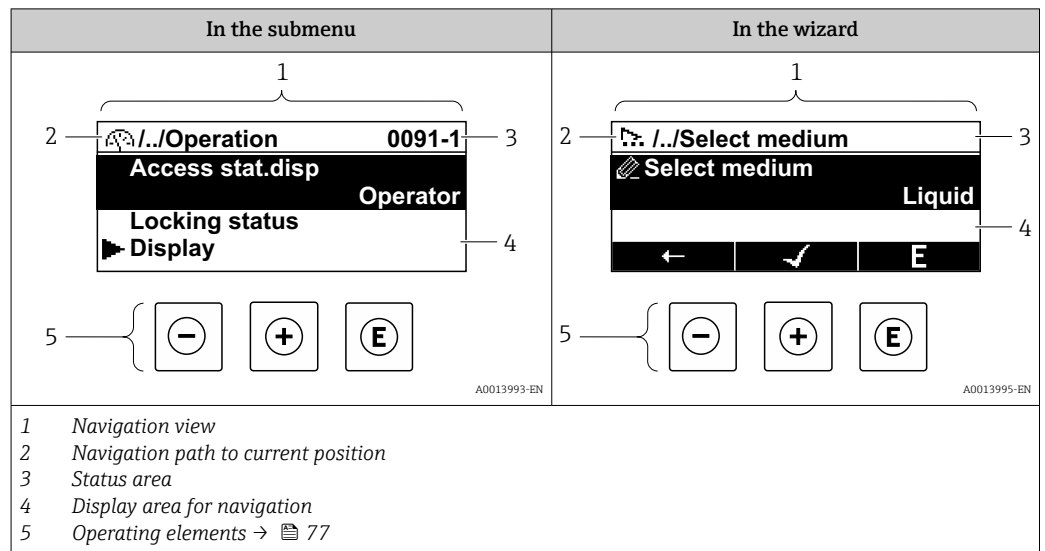 In the submenu
In the wizard
1
2
/../Operation 0091-1
3
Access stat.disp
Operator
Locking status
Display
4
5
E
A0013993-EN
1
2
/../Select medium
3
Select medium
Liquid
4
← ✓ E
5
− + E
A0013995-EN
1 Navigation view
2 Navigation path to current position
3 Status area
4 Display area for navigation
5 Operating elements → 77